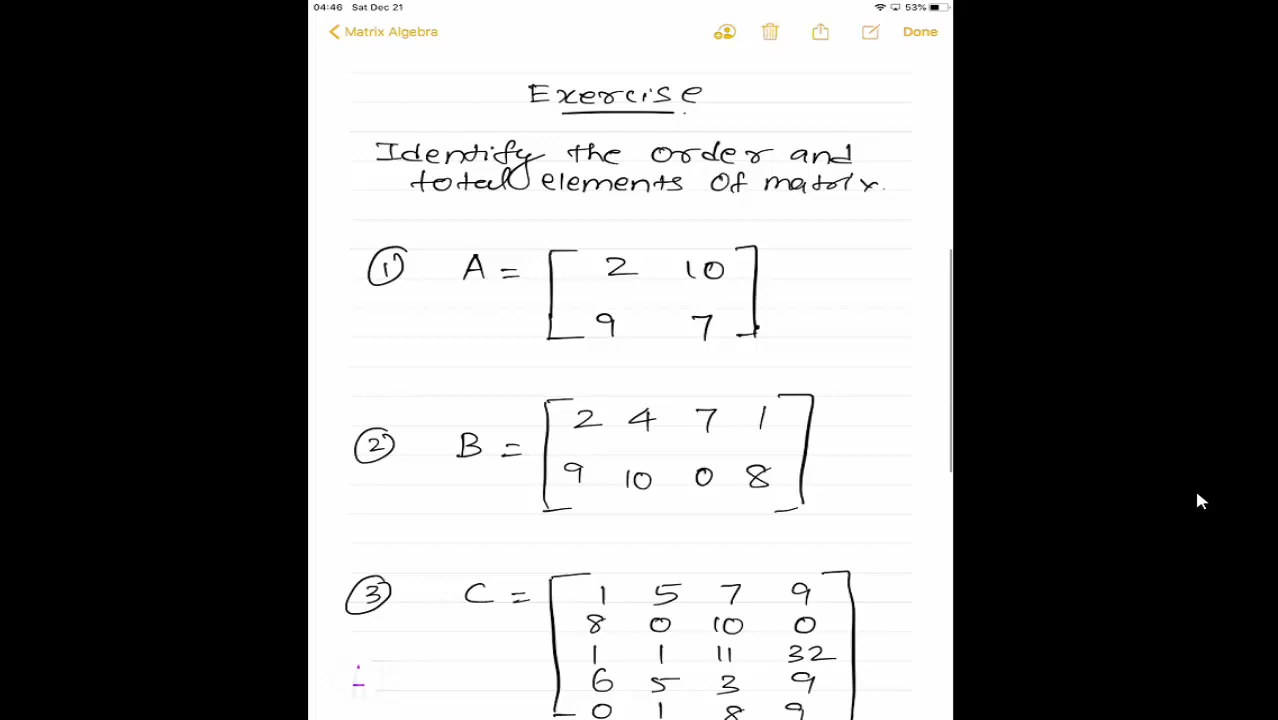 04:46 Sat Dec 21 53%
Matrix Algebra Done
Exercise
Identify the order and
total elements of matrix.
① A = [ 2 10
9 7 ]
② B = [ 2 4 7 1
9 10 0 8 ]
③ C = [ 1 5 7 9
8 0 10 0
1 1 11 32
6 5 3 9
0 1 8 9